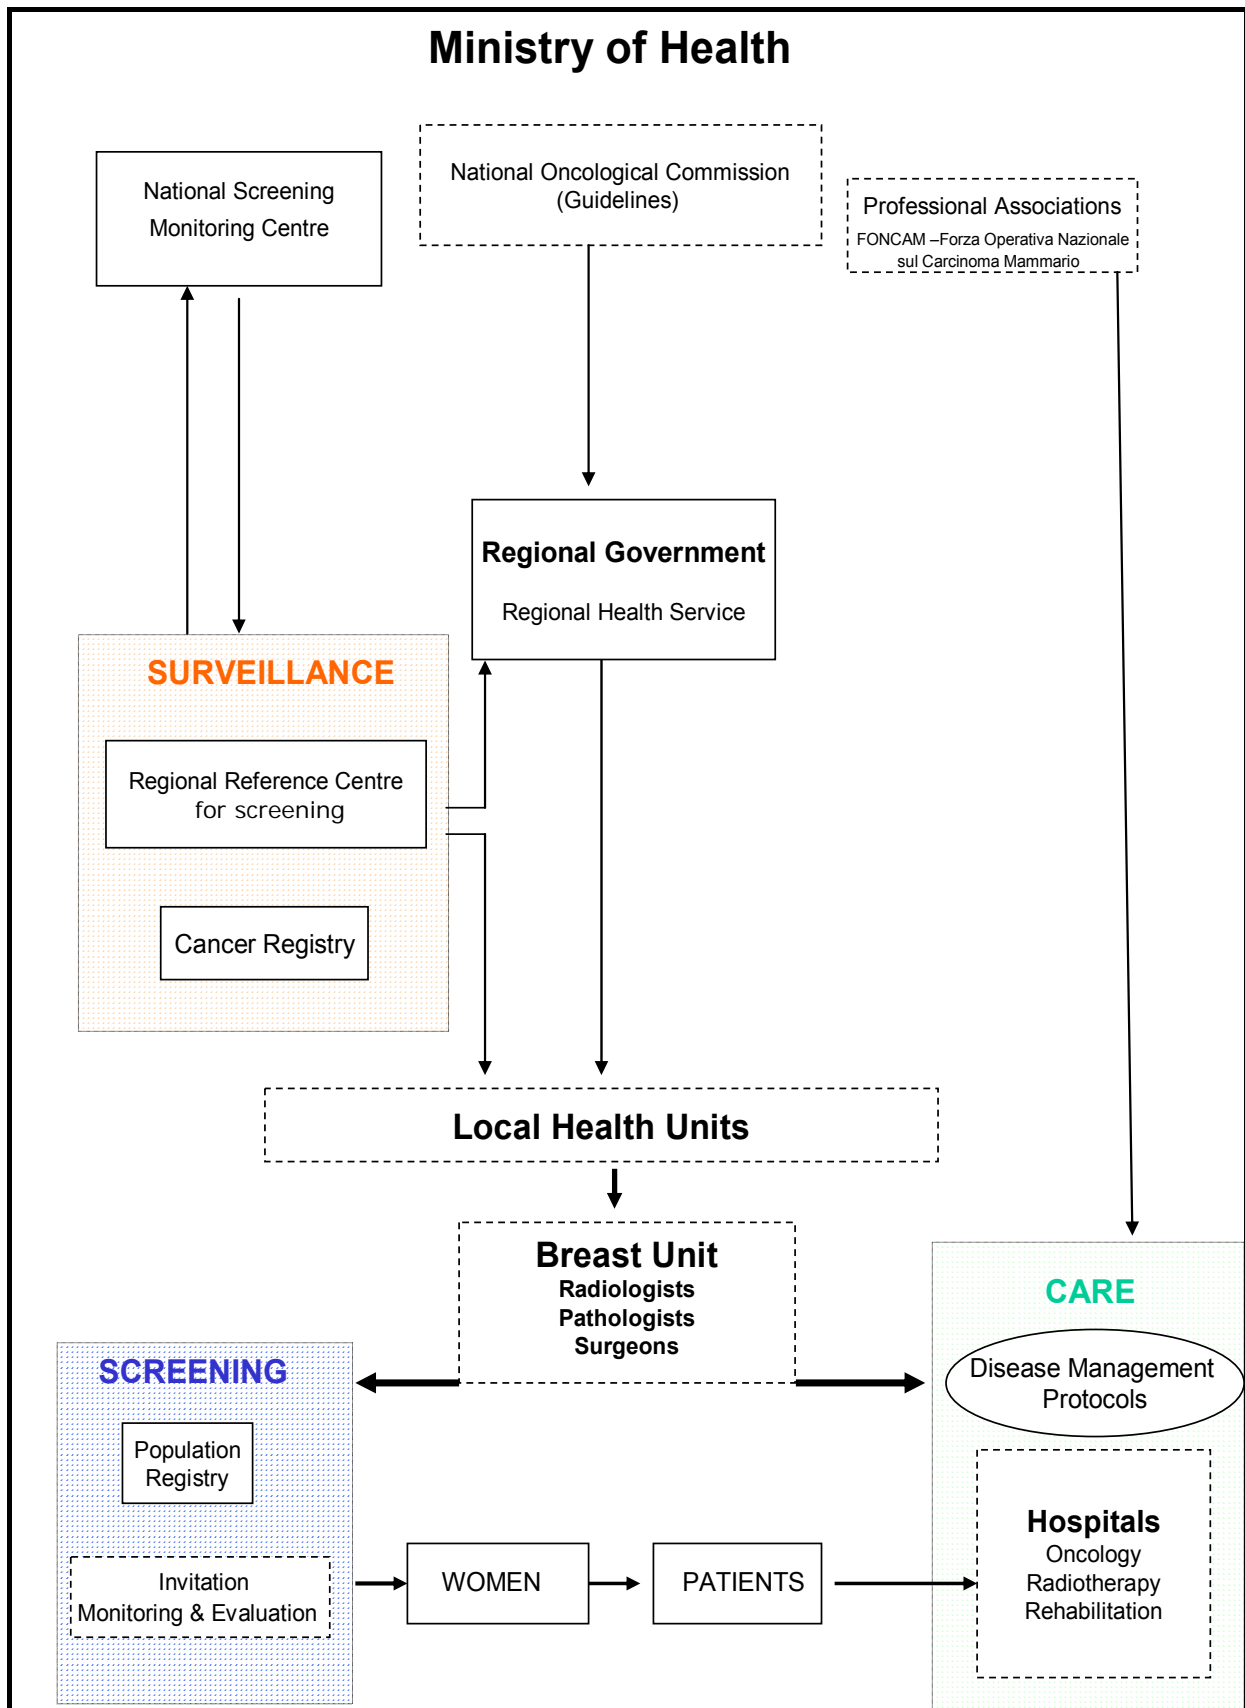 Ministry of Health
National Screening
Monitoring Centre
National Oncological Commission
(Guidelines)
Professional Associations
FONCAM –Forza Operativa Nazionale
sul Carcinoma Mammario
Regional Government
Regional Health Service
SURVEILLANCE
Regional Reference Centre
for screening
Cancer Registry
Local Health Units
Breast Unit
Radiologists
Pathologists
Surgeons
SCREENING
Population
Registry
Invitation
Monitoring & Evaluation
WOMEN
PATIENTS
CARE
Disease Management
Protocols
Hospitals
Oncology
Radiotherapy
Rehabilitation